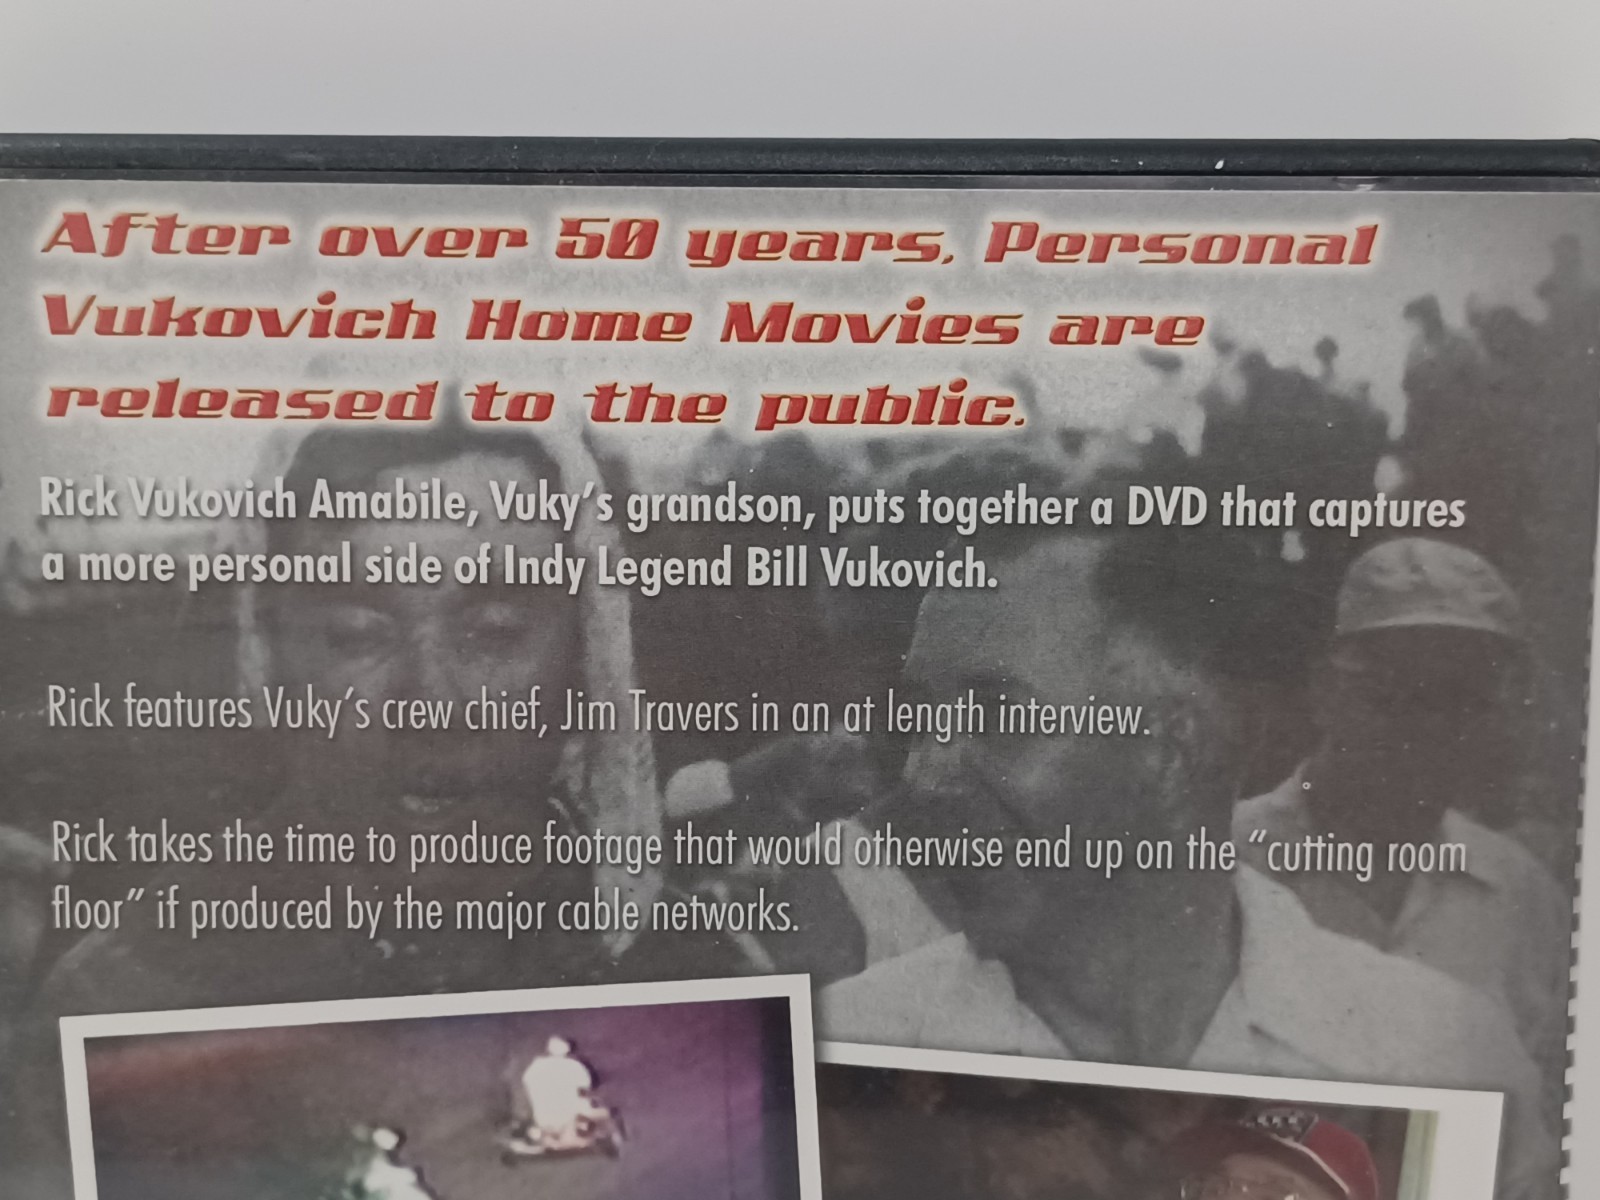 After over 50 years, Personal
Vukovich Home Movies are
released to the public.
Rick Vukovich Amabile, Vuky's grandson, puts together a DVD that captures
a more personal side of Indy Legend Bill Vukovich.
Rick features Vuky's crew chief, Jim Travers in an at length interview.
Rick takes the time to produce footage that would otherwise end up on the "cutting room
floor" if produced by the major cable networks.